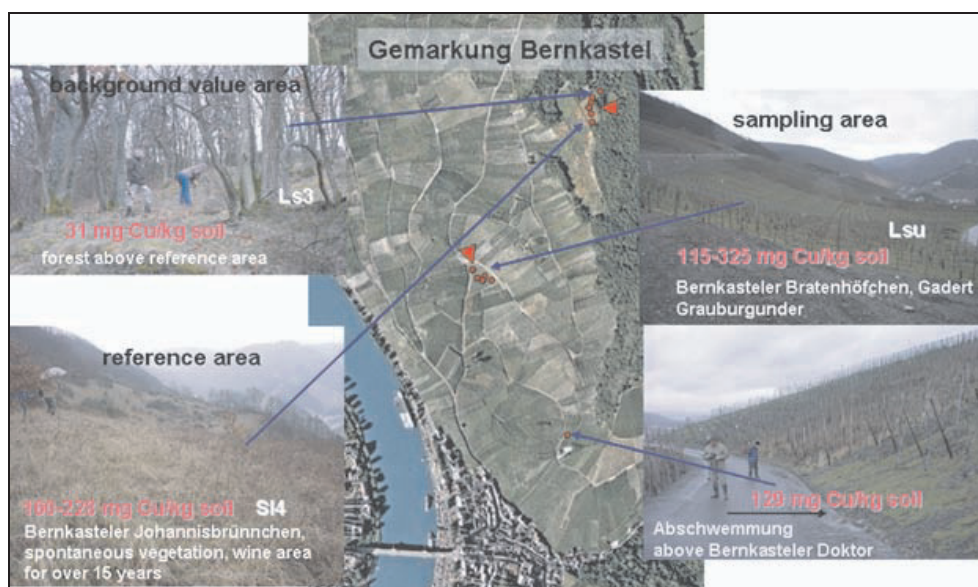 Gemarkung Bernkastel
background value area
Ls3
31 mg Cu/kg soil
forest above reference area
sampling area
Lsu
115-325 mg Cu/kg soil
Bernkasteler Bratenhöfchen, Gadert
Grauburgunder
reference area
mg Cu/kg soil
Sl4
Bernkasteler Johannisbrünnchen,
spontaneous vegetation, wine area
for over 15 years
129 mg Cu/kg soil
Abschwemmung
above Bernkasteler Doktor